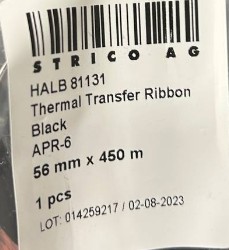 STRICO AG
HALB 81131
Thermal Transfer Ribbon
Black
APR-6
56 mm x 450 m
1 pcs
LOT: 014259217 / 02-08-2023